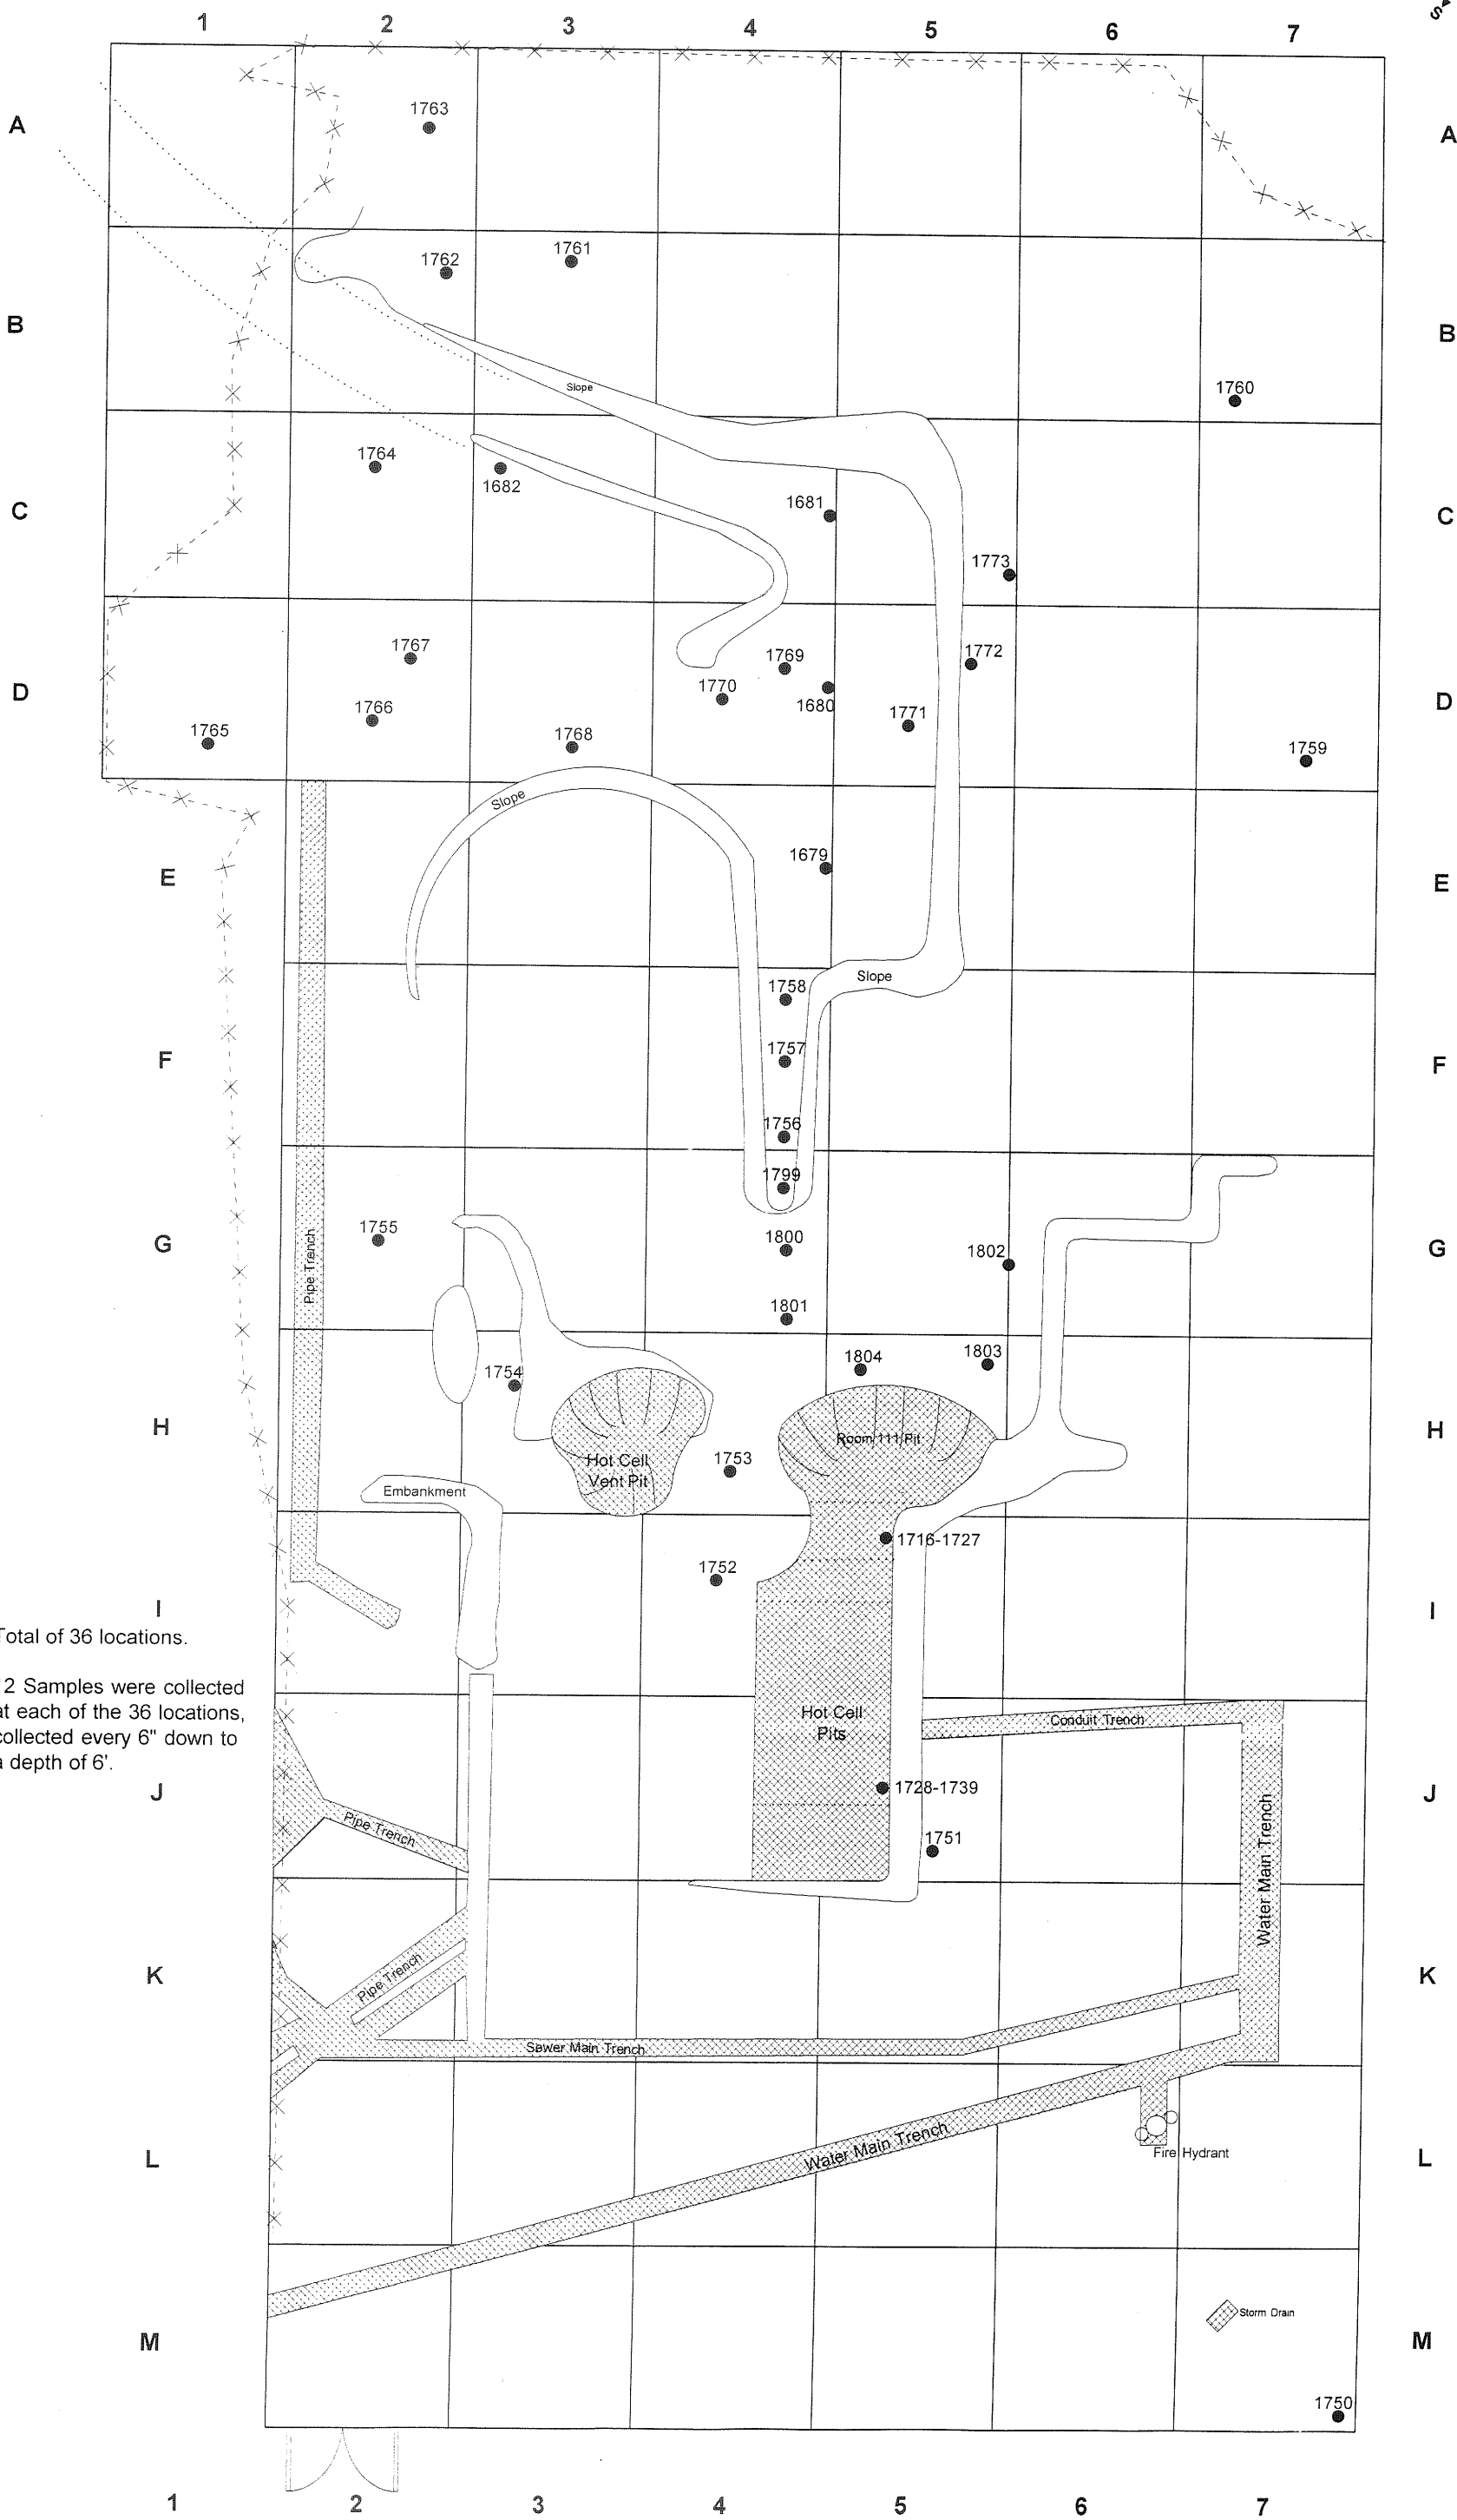 S
1 2 3 4 5 6 7
A A
1763
1762 1761
B B
Slope
1760
1764
1682
1681
C C
1773
1767
1769
1772
1770
1680
D D
1766
1771
1765
1768
1759
Slope
1679
E E
Slope
1758
1757
F F
1756
1799
1755
Pipe Trench
1800
1802
G G
1801
1804
1803
1754
H H
Room 111 Pit
Hot Cell
Vent Pit
1753
Embankment
1716-1727
1752
I I
Total of 36 locations.
2 Samples were collected
at each of the 36 locations,
collected every 6" down to
a depth of 6'.
Hot Cell
Pits
Conduit Trench
J J
1728-1739
Pipe Trench
1751
Water Main Trench
K K
Pipe Trench
Sewer Main Trench
Water Main Trench
Fire Hydrant
L L
Storm Drain
M M
1750
1 2 3 4 5 6 7